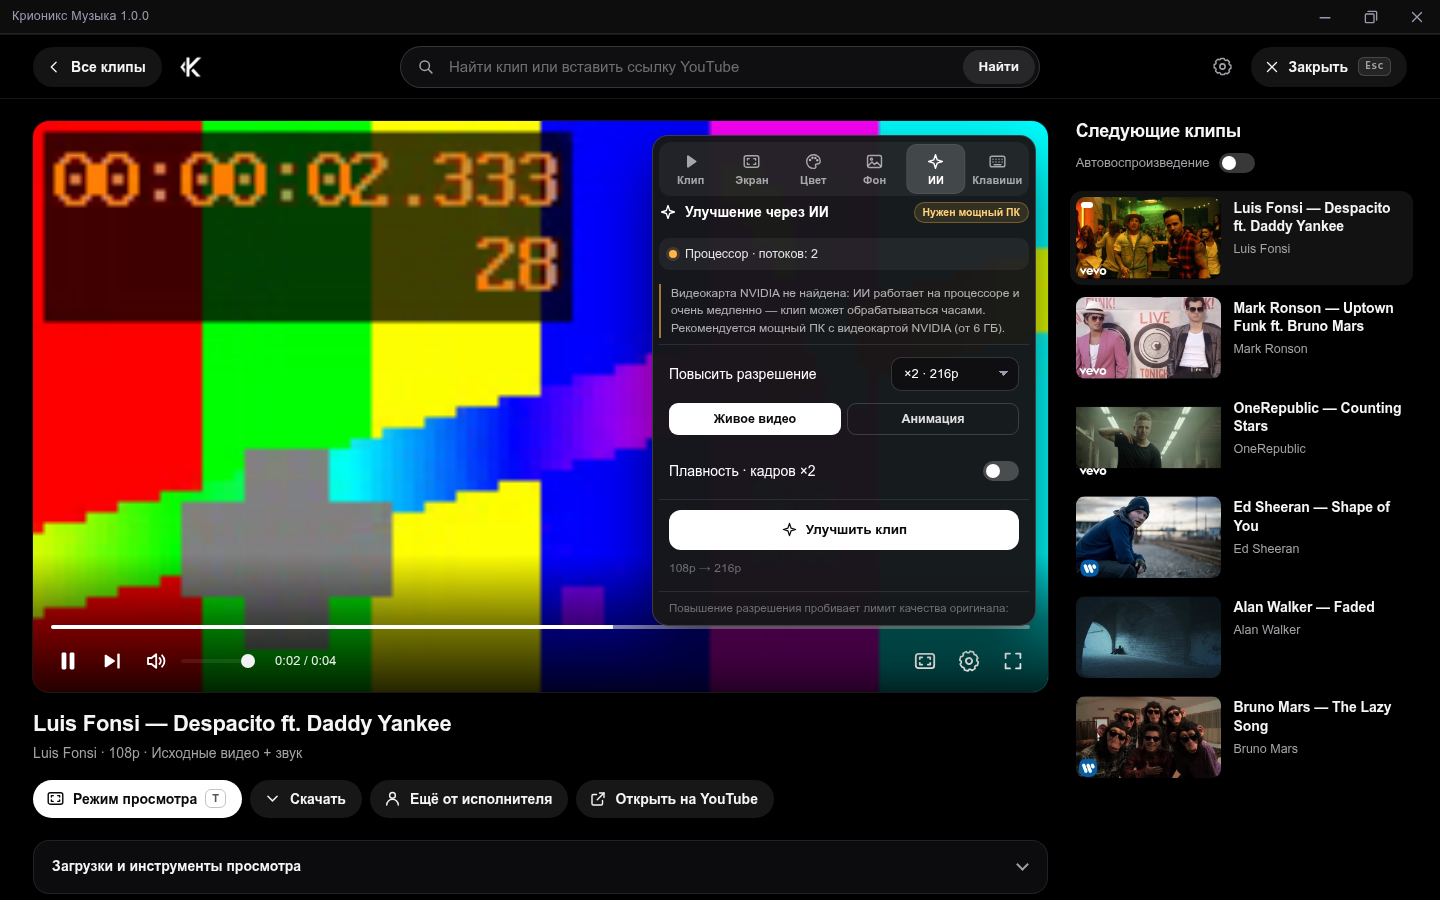 Крионикс Музыка 1.0.0
Все клипы
Найти клип или вставить ссылку YouTube
Найти
Закрыть
Esc
00:00:02.333
28
Клип
Экран
Цвет
Фон
ИИ
Клавиши
Улучшение через ИИ
Нужен мощный ПК
Процессор · потоков: 2
Видеокарта NVIDIA не найдена: ИИ работает на процессоре и
очень медленно — клип может обрабатываться часами.
Рекомендуется мощный ПК с видеокартой NVIDIA (от 6 ГБ).
Повысить разрешение
×2 · 216p
Живое видео
Анимация
Плавность · кадров ×2
Улучшить клип
108p → 216p
Повышение разрешения пробивает лимит качества оригинала:
0:02 / 0:04
Luis Fonsi — Despacito ft. Daddy Yankee
Luis Fonsi · 108p · Исходные видео + звук
Режим просмотра
T
Скачать
Ещё от исполнителя
Открыть на YouTube
Загрузки и инструменты просмотра
Следующие клипы
Автовоспроизведение
vevo
Luis Fonsi — Despacito
ft. Daddy Yankee
Luis Fonsi
LIVE
vevo
Mark Ronson — Uptown
Funk ft. Bruno Mars
Mark Ronson
vevo
OneRepublic — Counting
Stars
OneRepublic
Ed Sheeran — Shape of
You
Ed Sheeran
Alan Walker — Faded
Alan Walker
Bruno Mars — The Lazy
Song
Bruno Mars